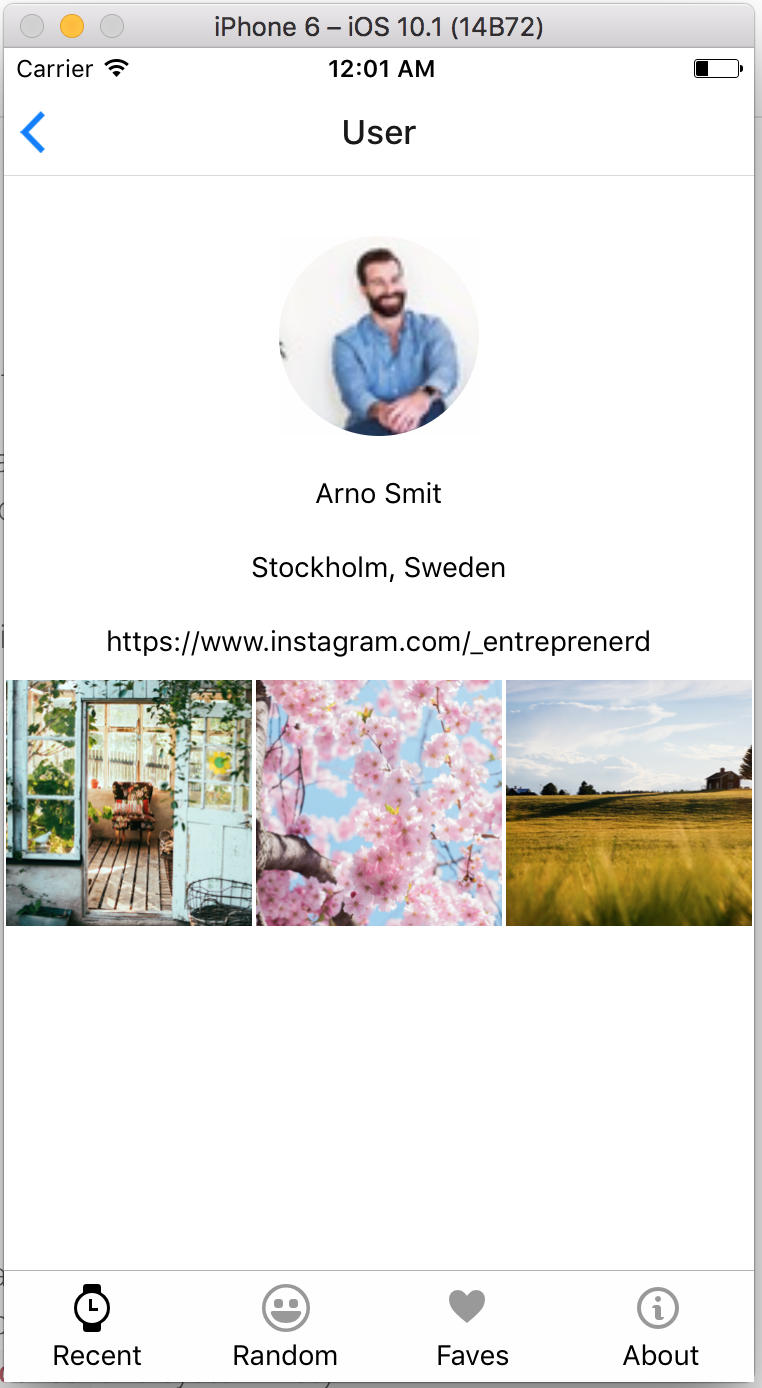 iPhone 6 – iOS 10.1 (14B72)
Carrier 12:01 AM
User
Arno Smit
Stockholm, Sweden
https://www.instagram.com/_entreprenerd
Recent Random Faves About